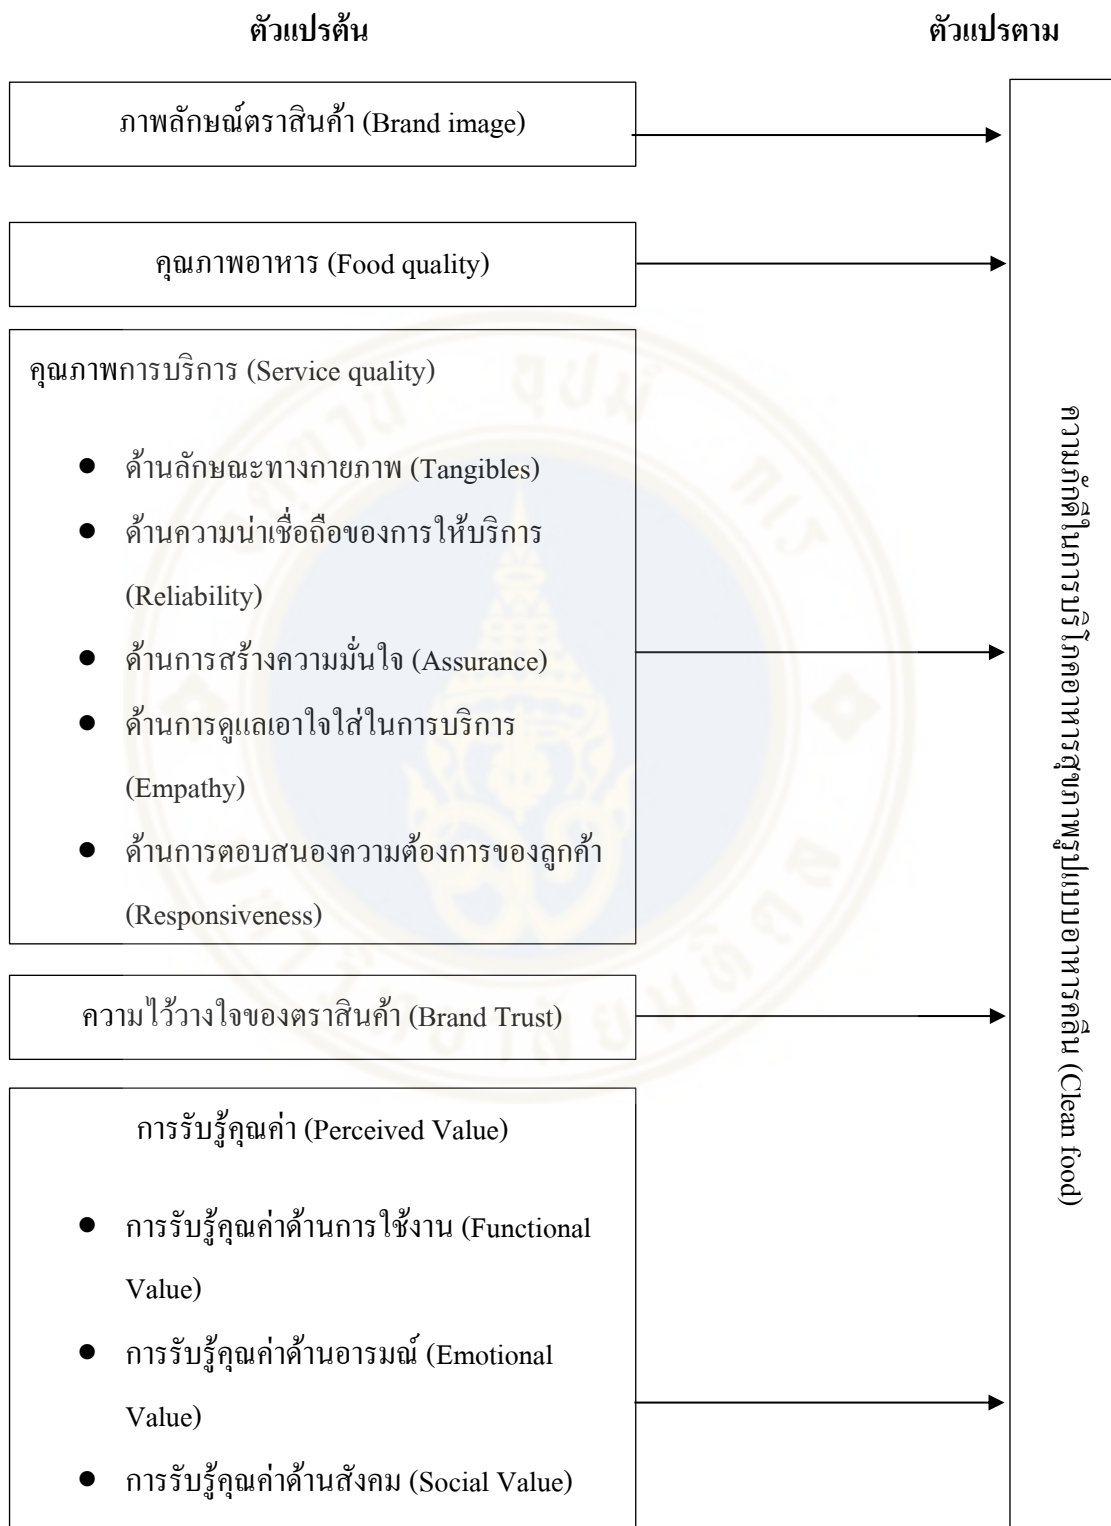 ตัวแปรต้น
ตัวแปรตาม
ภาพลักษณ์ตราสินค้า (Brand image)
คุณภาพอาหาร (Food quality)
คุณภาพการบริการ (Service quality)
● ด้านลักษณะทางกายภาพ (Tangibles)
● ด้านความน่าเชื่อถือของการให้บริการ
(Reliability)
● ด้านการสร้างความมั่นใจ (Assurance)
● ด้านการดูแลเอาใจใส่ในการบริการ
(Empathy)
● ด้านการตอบสนองความต้องการของลูกค้า
(Responsiveness)
ความไว้วางใจของตราสินค้า (Brand Trust)
การรับรู้คุณค่า (Perceived Value)
● การรับรู้คุณค่าด้านการใช้งาน (Functional
Value)
● การรับรู้คุณค่าด้านอารมณ์ (Emotional
Value)
● การรับรู้คุณค่าด้านสังคม (Social Value)
ความภักดีในการบริโภคอาหารสุขภาพรูปแบบอาหารคลีน (Clean food)